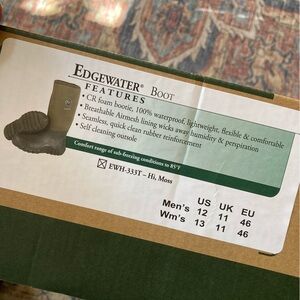 EDGEWATER® BOOT
FEATURES
• CR foam bootie, 100% waterproof, lightweight, flexible & comfortable
• Breathable Airmesh lining wicks away humidity & perspiration
• Seamless, quick clean rubber reinforcement
• Self cleaning outsole
Comfort range of sub-freezing conditions to 85°F
☒ EWH-333T – Hi, Moss
US UK EU
Men's 12 11 46
Wm's 13 11 46